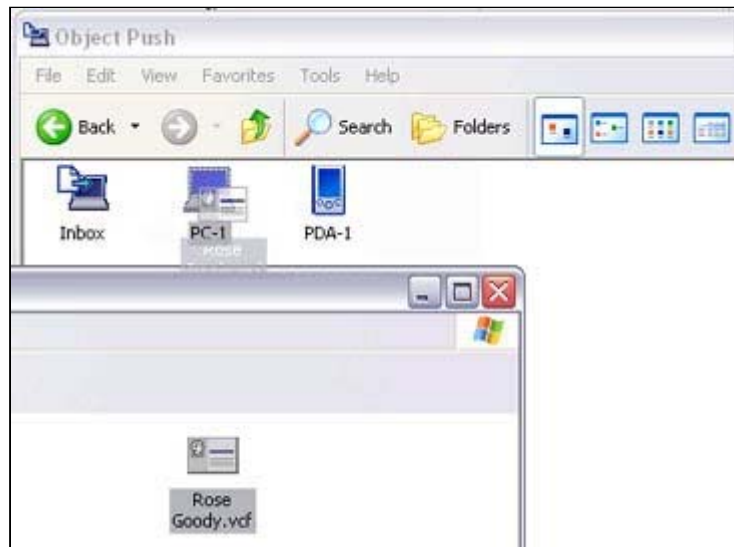 Object Push
File Edit View Favorites Tools Help
Back Search Folders
Inbox PC-1 PDA-1
Rose
Rose
Goody.vcf